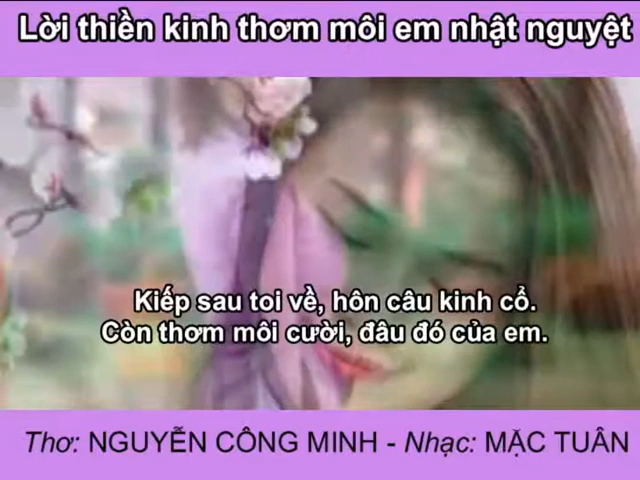 Lời thiền kinh thơm môi em nhật nguyệt
Kiếp sau toi về, hôn câu kinh cổ.
Còn thơm môi cười, đâu đó của em.
Thơ: NGUYỄN CÔNG MINH - Nhạc: MẶC TUÂN